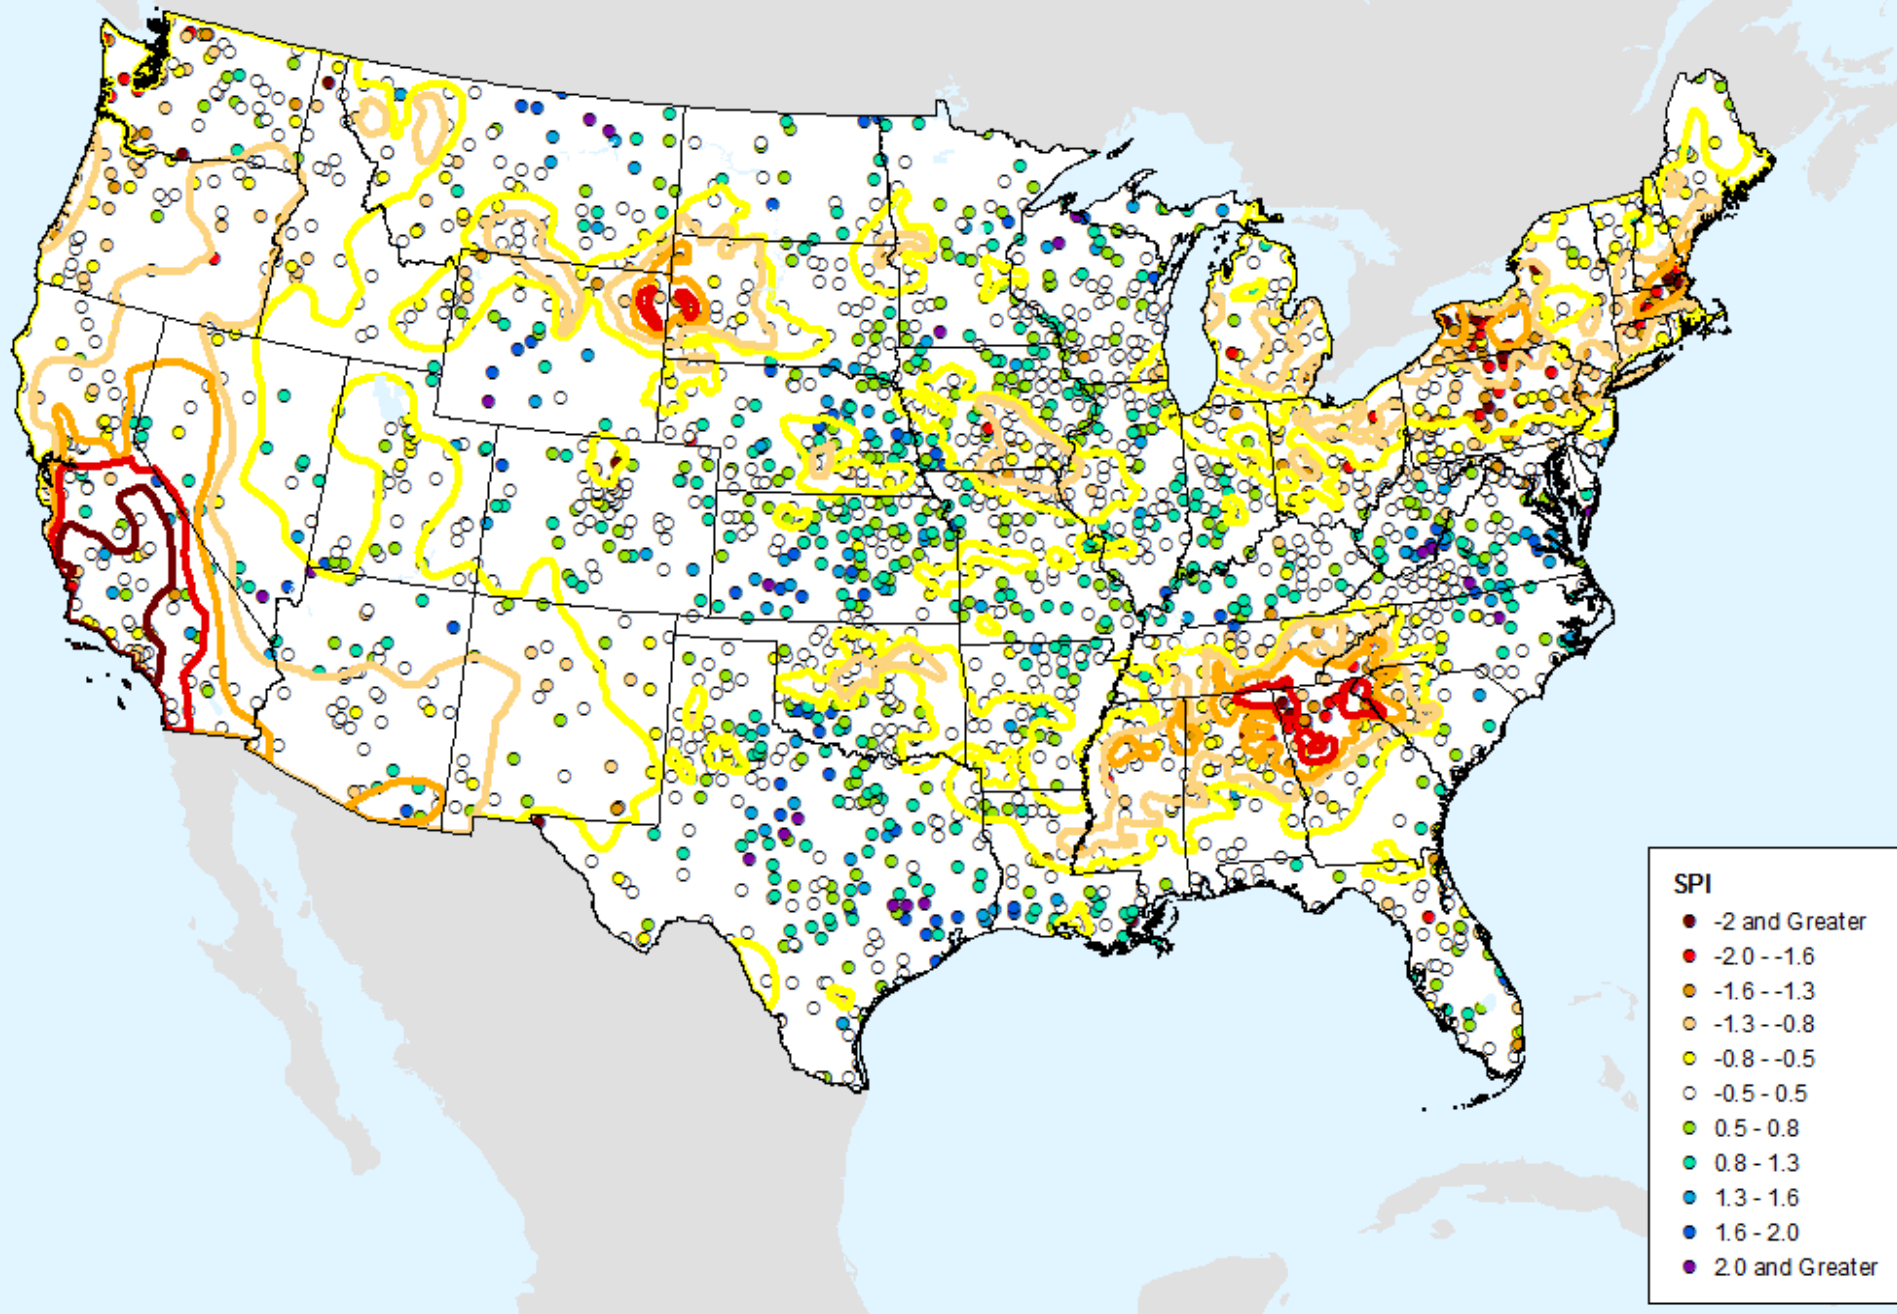 SPI
-2 and Greater
-2.0 - -1.6
-1.6 - -1.3
-1.3 - -0.8
-0.8 - -0.5
-0.5 - 0.5
0.5 - 0.8
0.8 - 1.3
1.3 - 1.6
1.6 - 2.0
2.0 and Greater